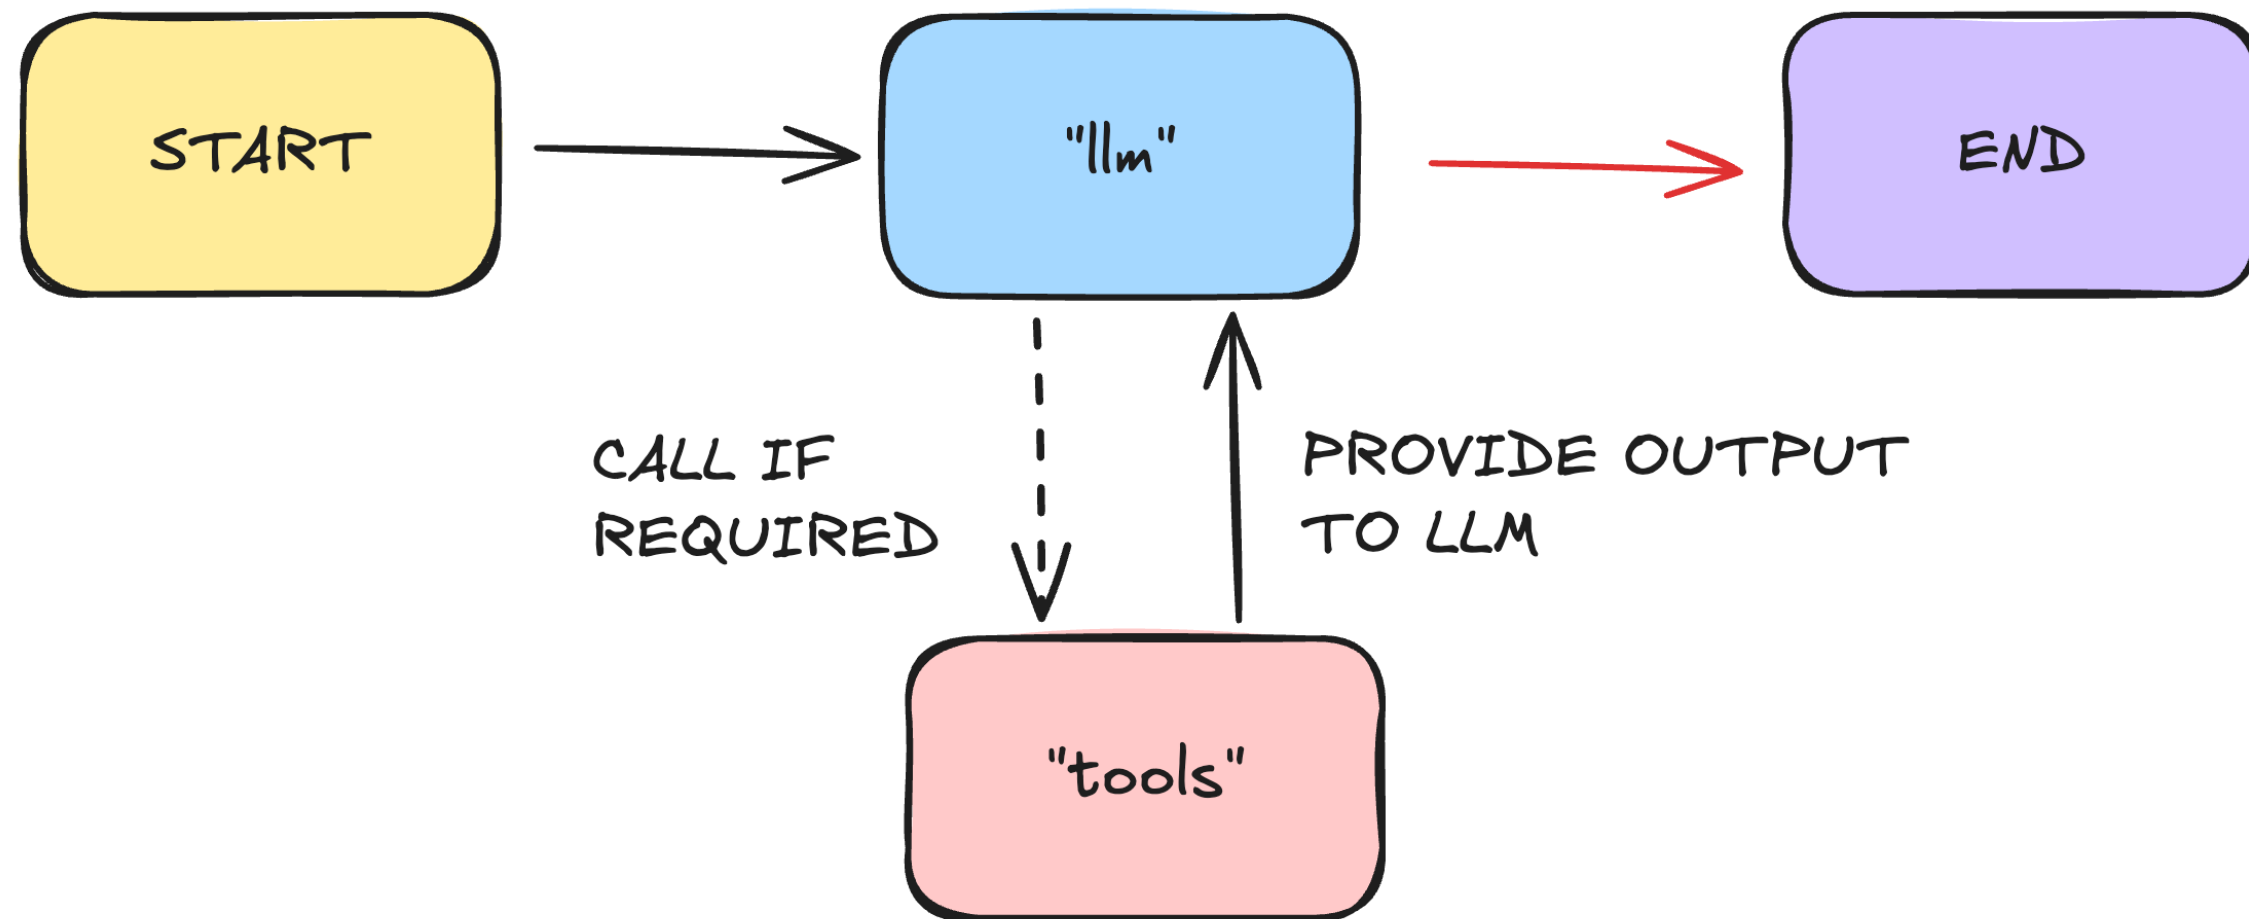 START
"llm"
END
CALL IF
REQUIRED
PROVIDE OUTPUT
TO LLM
"tools"